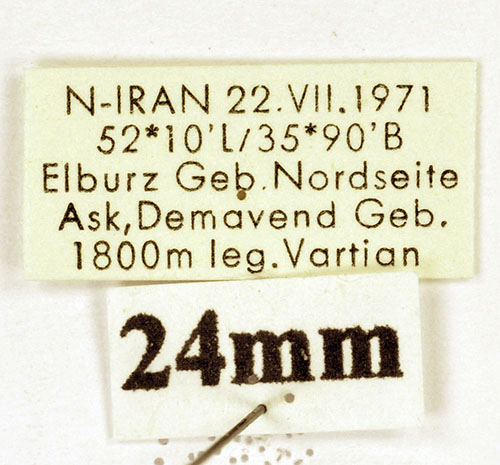 N-IRAN 22.VII.1971
52*10'L/35*90'B
Elburz Geb.Nordseite
Ask,Demavend Geb.
1800m leg.Vartian
24mm